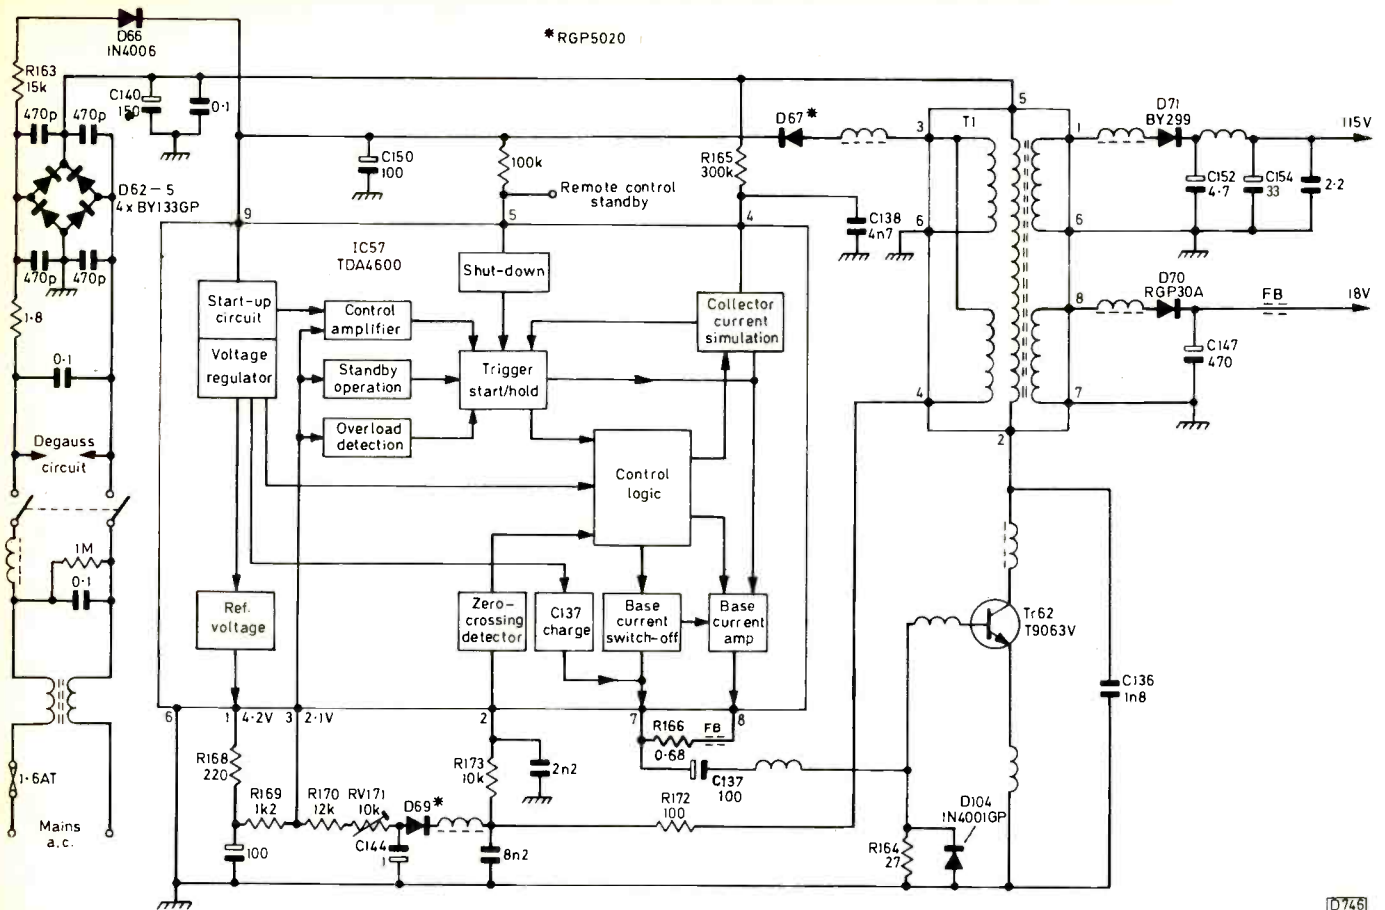 D66
1N4006
*RGP5020
R163
15k
470p
470p
C140
150
0·1
D62-5
4 x BY133GP
470p
470p
1·8
0·1
Degauss
circuit
1M
0·1
1·6AT
Mains
a.c.
C150
100
100k
Remote control
standby
D67*
R165
300k
C138
4n7
3
T1
5
6
4
2
1
6
8
7
D71
BY299
115V
C152
4·7
C154
33
2·2
D70
RGP30A
FB
18V
C147
470
9
5
4
IC57
TDA4600
Start-up
circuit
Voltage
regulator
Control
amplifier
Standby
operation
Overload
detection
Shut-down
Trigger
start/hold
Collector
current
simulation
Control
logic
Ref.
voltage
Zero-
crossing
detector
C137
charge
Base
current
switch-off
Base
current
amp
6
1
4·2V
3
2·1V
2
7
8
R168
220
R169
1k2
R170
12k
RV171
10k
D69*
C144
1
100
R173
10k
2n2
8n2
R166
0·68
FB
C137
100
R172
100
Tr62
T9063V
C136
1n8
D104
1N4001GP
R164
27
D746